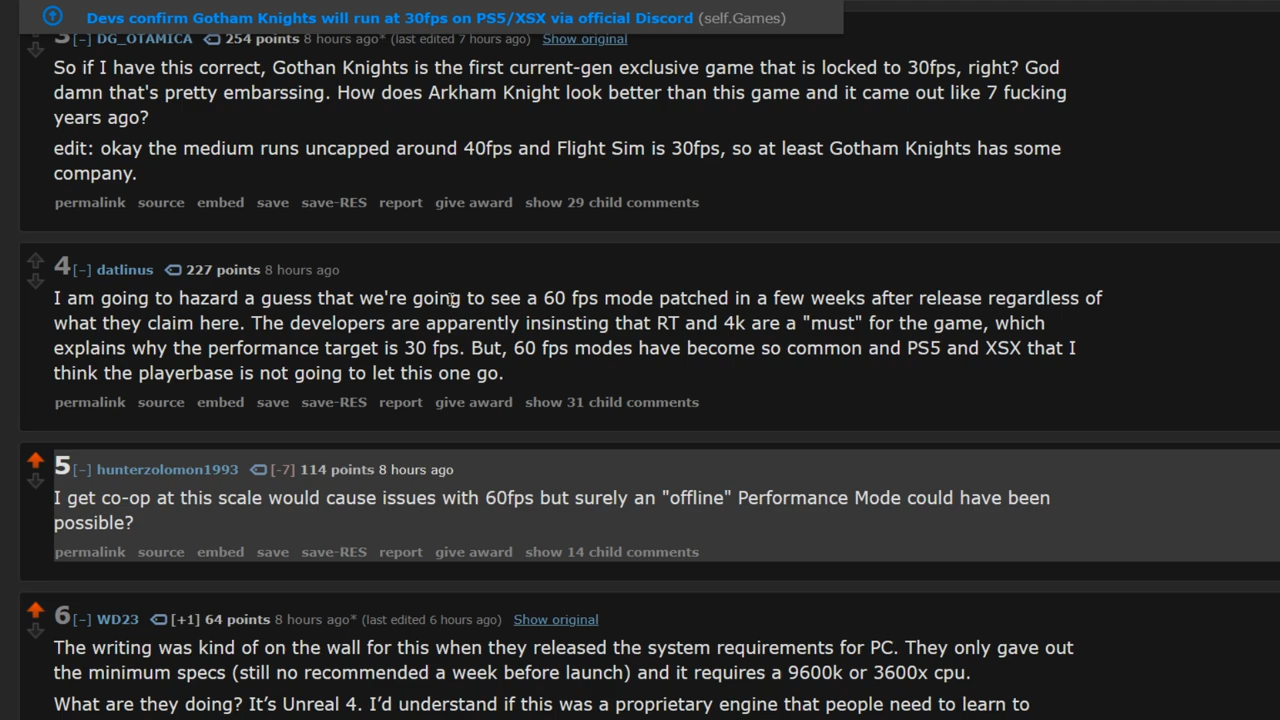 Devs confirm Gotham Knights will run at 30fps on PS5/XSX via official Discord (self.Games)
3 [-] DG_OTAMICA 254 points 8 hours ago* (last edited 7 hours ago) Show original
So if I have this correct, Gothan Knights is the first current-gen exclusive game that is locked to 30fps, right? God
damn that's pretty embarssing. How does Arkham Knight look better than this game and it came out like 7 fucking
years ago?
edit: okay the medium runs uncapped around 40fps and Flight Sim is 30fps, so at least Gotham Knights has some
company.
permalink source embed save save-RES report give award show 29 child comments
4 [-] datlinus 227 points 8 hours ago
I am going to hazard a guess that we're going to see a 60 fps mode patched in a few weeks after release regardless of
what they claim here. The developers are apparently insinsting that RT and 4k are a "must" for the game, which
explains why the performance target is 30 fps. But, 60 fps modes have become so common and PS5 and XSX that I
think the playerbase is not going to let this one go.
permalink source embed save save-RES report give award show 31 child comments
5 [-] hunterzolomon1993 [-7] 114 points 8 hours ago
I get co-op at this scale would cause issues with 60fps but surely an "offline" Performance Mode could have been
possible?
permalink source embed save save-RES report give award show 14 child comments
6 [-] WD23 [+1] 64 points 8 hours ago* (last edited 6 hours ago) Show original
The writing was kind of on the wall for this when they released the system requirements for PC. They only gave out
the minimum specs (still no recommended a week before launch) and it requires a 9600k or 3600x cpu.
What are they doing? It's Unreal 4. I'd understand if this was a proprietary engine that people need to learn to